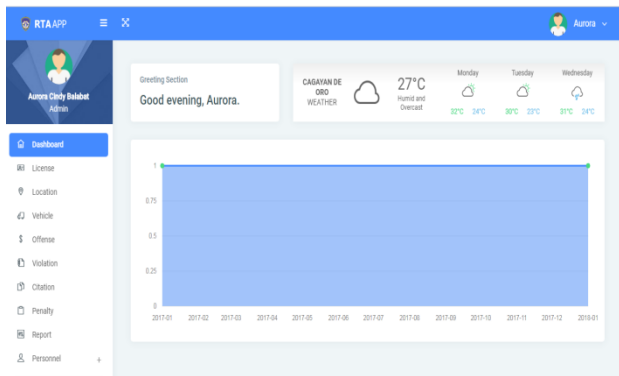 RTA APP
Aurora
Aurora Cindy Balabat
Admin
Dashboard
License
Location
Vehicle
Offense
Violation
Citation
Penalty
Report
Personnel +
Greeting Section
Good evening, Aurora.
CAGAYAN DE
ORO
WEATHER
27°C
Humid and
Overcast
Monday
32°C 24°C
Tuesday
30°C 23°C
Wednesday
31°C 24°C
1
0.75
0.5
0.25
0
2017-01 2017-02 2017-03 2017-04 2017-05 2017-06 2017-07 2017-08 2017-09 2017-10 2017-11 2017-12 2018-01